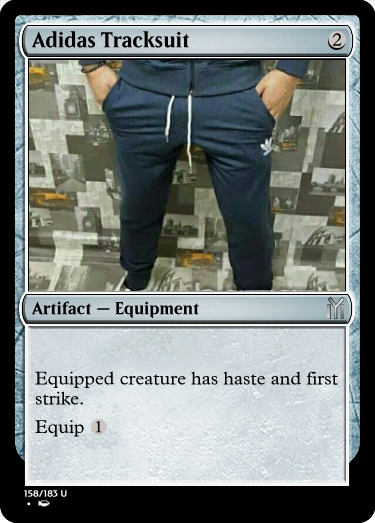 Adidas Tracksuit 2
Artifact — Equipment
Equipped creature has haste and first
strike.
Equip 1
158/183 U